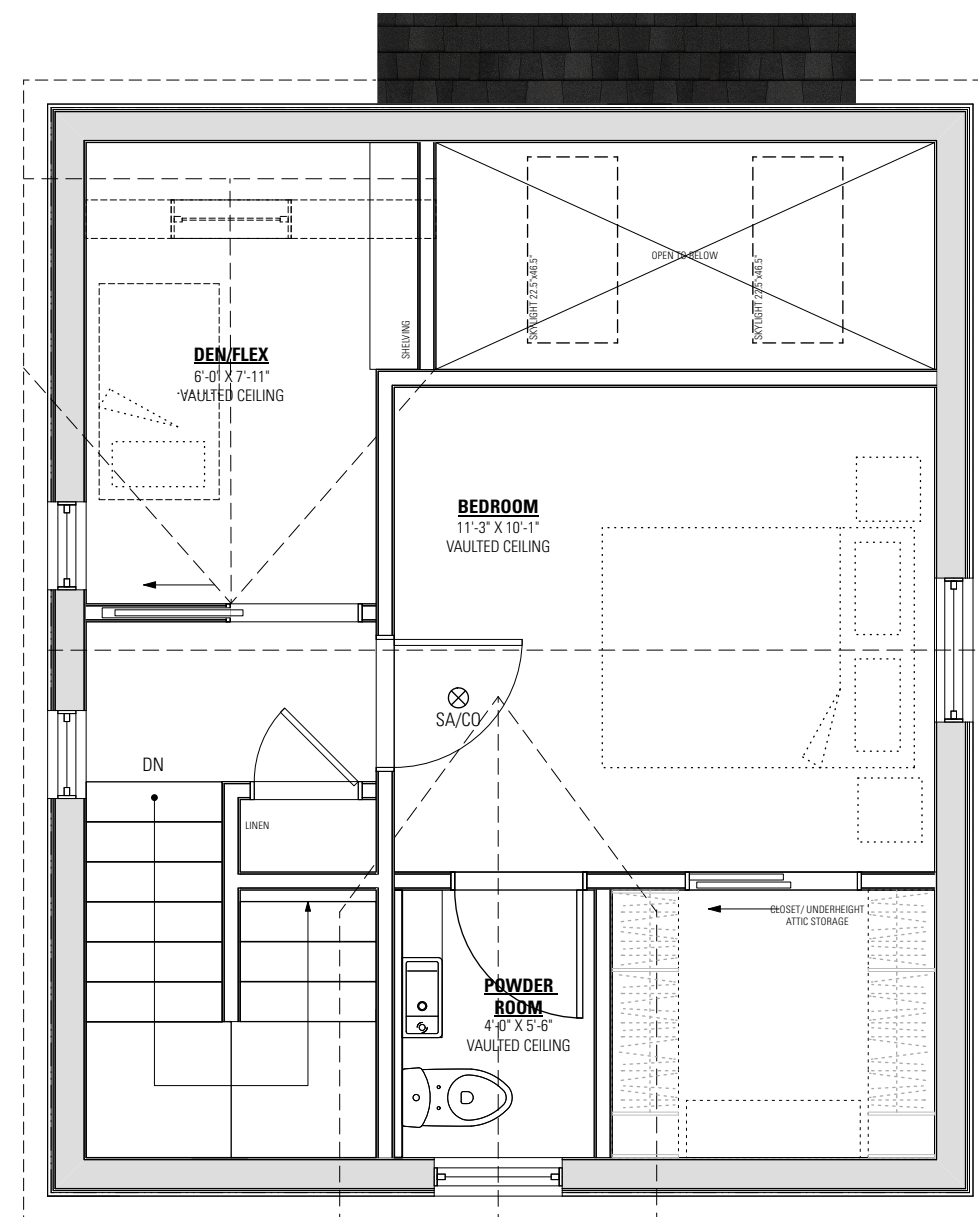 SKYLIGHT 22.5"x46.5"
OPEN TO BELOW
SKYLIGHT 22.5"x46.5"
SHELVING
DEN/FLEX
6'-0" X 7'-11"
VAULTED CEILING
BEDROOM
11'-3" X 10'-1"
VAULTED CEILING
SA/CO
DN
LINEN
CLOSET/ UNDERHEIGHT
ATTIC STORAGE
POWDER
ROOM
4'-0" X 5'-6"
VAULTED CEILING